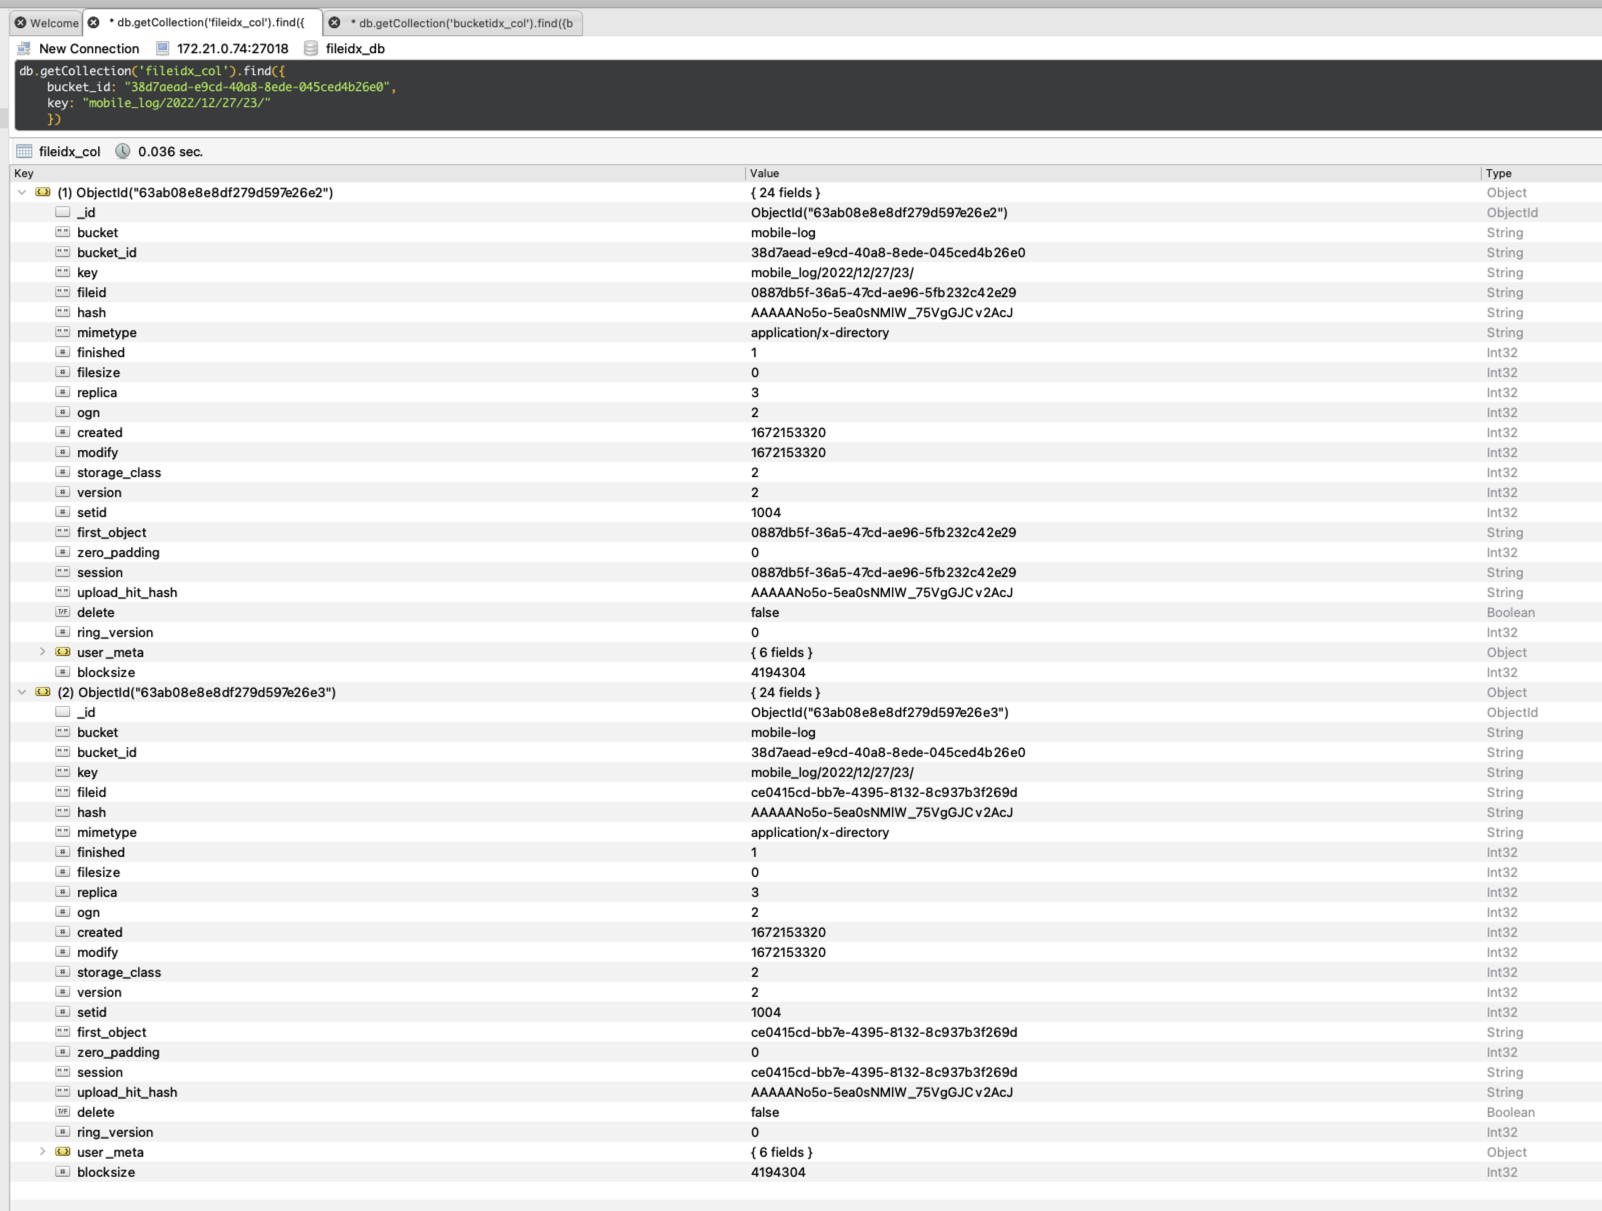 Welcome
* db.getCollection('fileidx_col').find({
* db.getCollection('bucketidx_col').find({b
New Connection 172.21.0.74:27018 fileidx_db
db.getCollection('fileidx_col').find({
bucket_id: "38d7aead-e9cd-40a8-8ede-045ced4b26e0",
key: "mobile_log/2022/12/27/23/"
})
fileidx_col 0.036 sec.
Key Value Type
(1) ObjectId("63ab08e8e8df279d597e26e2") { 24 fields } Object
_id ObjectId("63ab08e8e8df279d597e26e2") ObjectId
bucket mobile-log String
bucket_id 38d7aead-e9cd-40a8-8ede-045ced4b26e0 String
key mobile_log/2022/12/27/23/ String
fileid 0887db5f-36a5-47cd-ae96-5fb232c42e29 String
hash AAAAANo5o-5ea0sNMlW_75VgGJCv2AcJ String
mimetype application/x-directory String
finished 1 Int32
filesize 0 Int32
replica 3 Int32
ogn 2 Int32
created 1672153320 Int32
modify 1672153320 Int32
storage_class 2 Int32
version 2 Int32
setid 1004 Int32
first_object 0887db5f-36a5-47cd-ae96-5fb232c42e29 String
zero_padding 0 Int32
session 0887db5f-36a5-47cd-ae96-5fb232c42e29 String
upload_hit_hash AAAAANo5o-5ea0sNMlW_75VgGJCv2AcJ String
delete false Boolean
ring_version 0 Int32
user_meta { 6 fields } Object
blocksize 4194304 Int32
(2) ObjectId("63ab08e8e8df279d597e26e3") { 24 fields } Object
_id ObjectId("63ab08e8e8df279d597e26e3") ObjectId
bucket mobile-log String
bucket_id 38d7aead-e9cd-40a8-8ede-045ced4b26e0 String
key mobile_log/2022/12/27/23/ String
fileid ce0415cd-bb7e-4395-8132-8c937b3f269d String
hash AAAAANo5o-5ea0sNMlW_75VgGJCv2AcJ String
mimetype application/x-directory String
finished 1 Int32
filesize 0 Int32
replica 3 Int32
ogn 2 Int32
created 1672153320 Int32
modify 1672153320 Int32
storage_class 2 Int32
version 2 Int32
setid 1004 Int32
first_object ce0415cd-bb7e-4395-8132-8c937b3f269d String
zero_padding 0 Int32
session ce0415cd-bb7e-4395-8132-8c937b3f269d String
upload_hit_hash AAAAANo5o-5ea0sNMlW_75VgGJCv2AcJ String
delete false Boolean
ring_version 0 Int32
user_meta { 6 fields } Object
blocksize 4194304 Int32